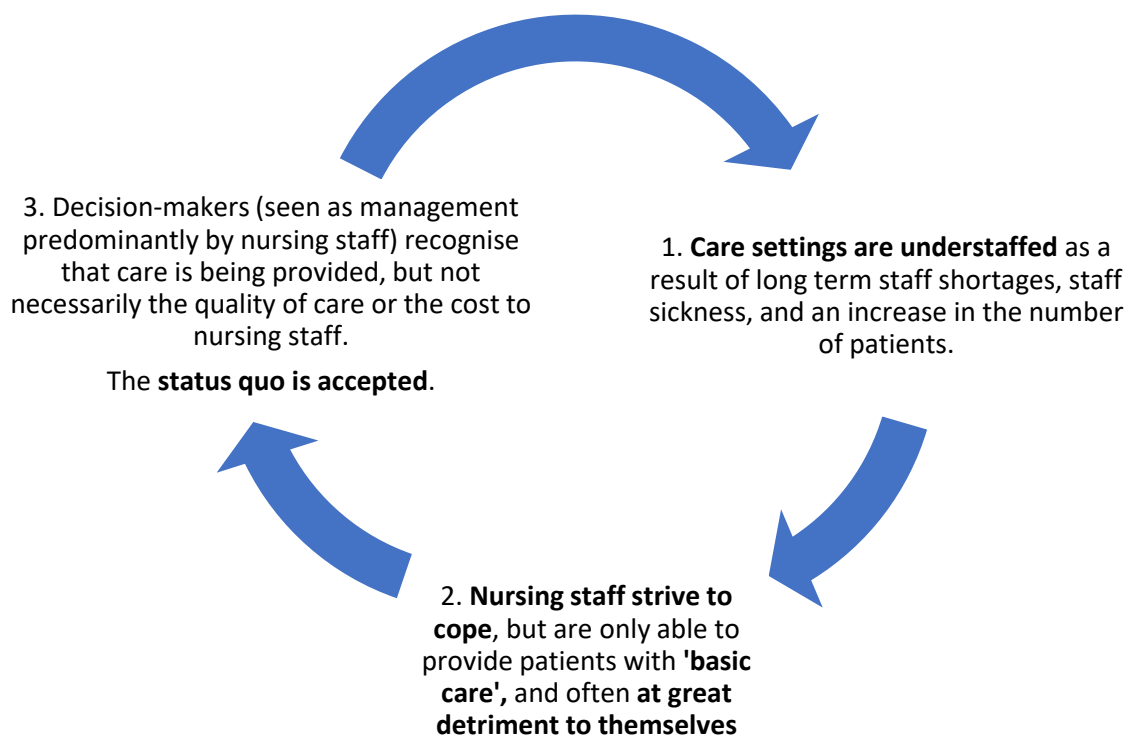 1. Care settings are understaffed as a
result of long term staff shortages, staff
sickness, and an increase in the number
of patients.
2. Nursing staff strive to
cope, but are only able to
provide patients with 'basic
care', and often at great
detriment to themselves
3. Decision-makers (seen as management
predominantly by nursing staff) recognise
that care is being provided, but not
necessarily the quality of care or the cost to
nursing staff.
The status quo is accepted.